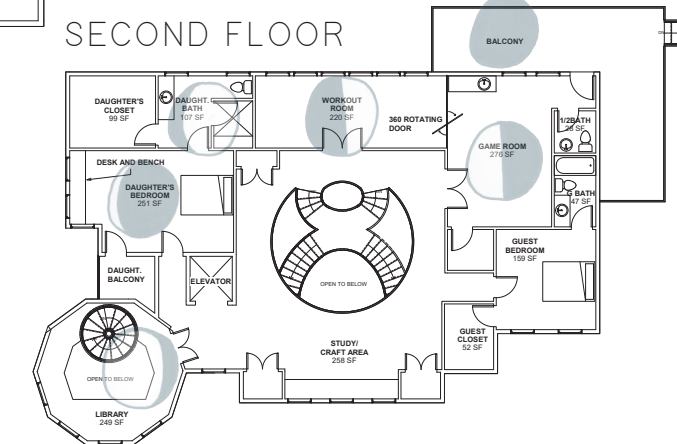 SECOND FLOOR
BALCONY
DAUGHTER'S
CLOSET
99 SF
DAUGHT.
BATH
107 SF
WORKOUT
ROOM
220 SF
360 ROTATING
DOOR
1/2BATH
28 SF
GAME ROOM
276 SF
DESK AND BENCH
DAUGHTER'S
BEDROOM
251 SF
G BATH
47 SF
GUEST
BEDROOM
159 SF
DAUGHT.
BALCONY
ELEVATOR
OPEN TO BELOW
STUDY/
CRAFT AREA
258 SF
GUEST
CLOSET
52 SF
OPEN TO BELOW
LIBRARY
249 SF